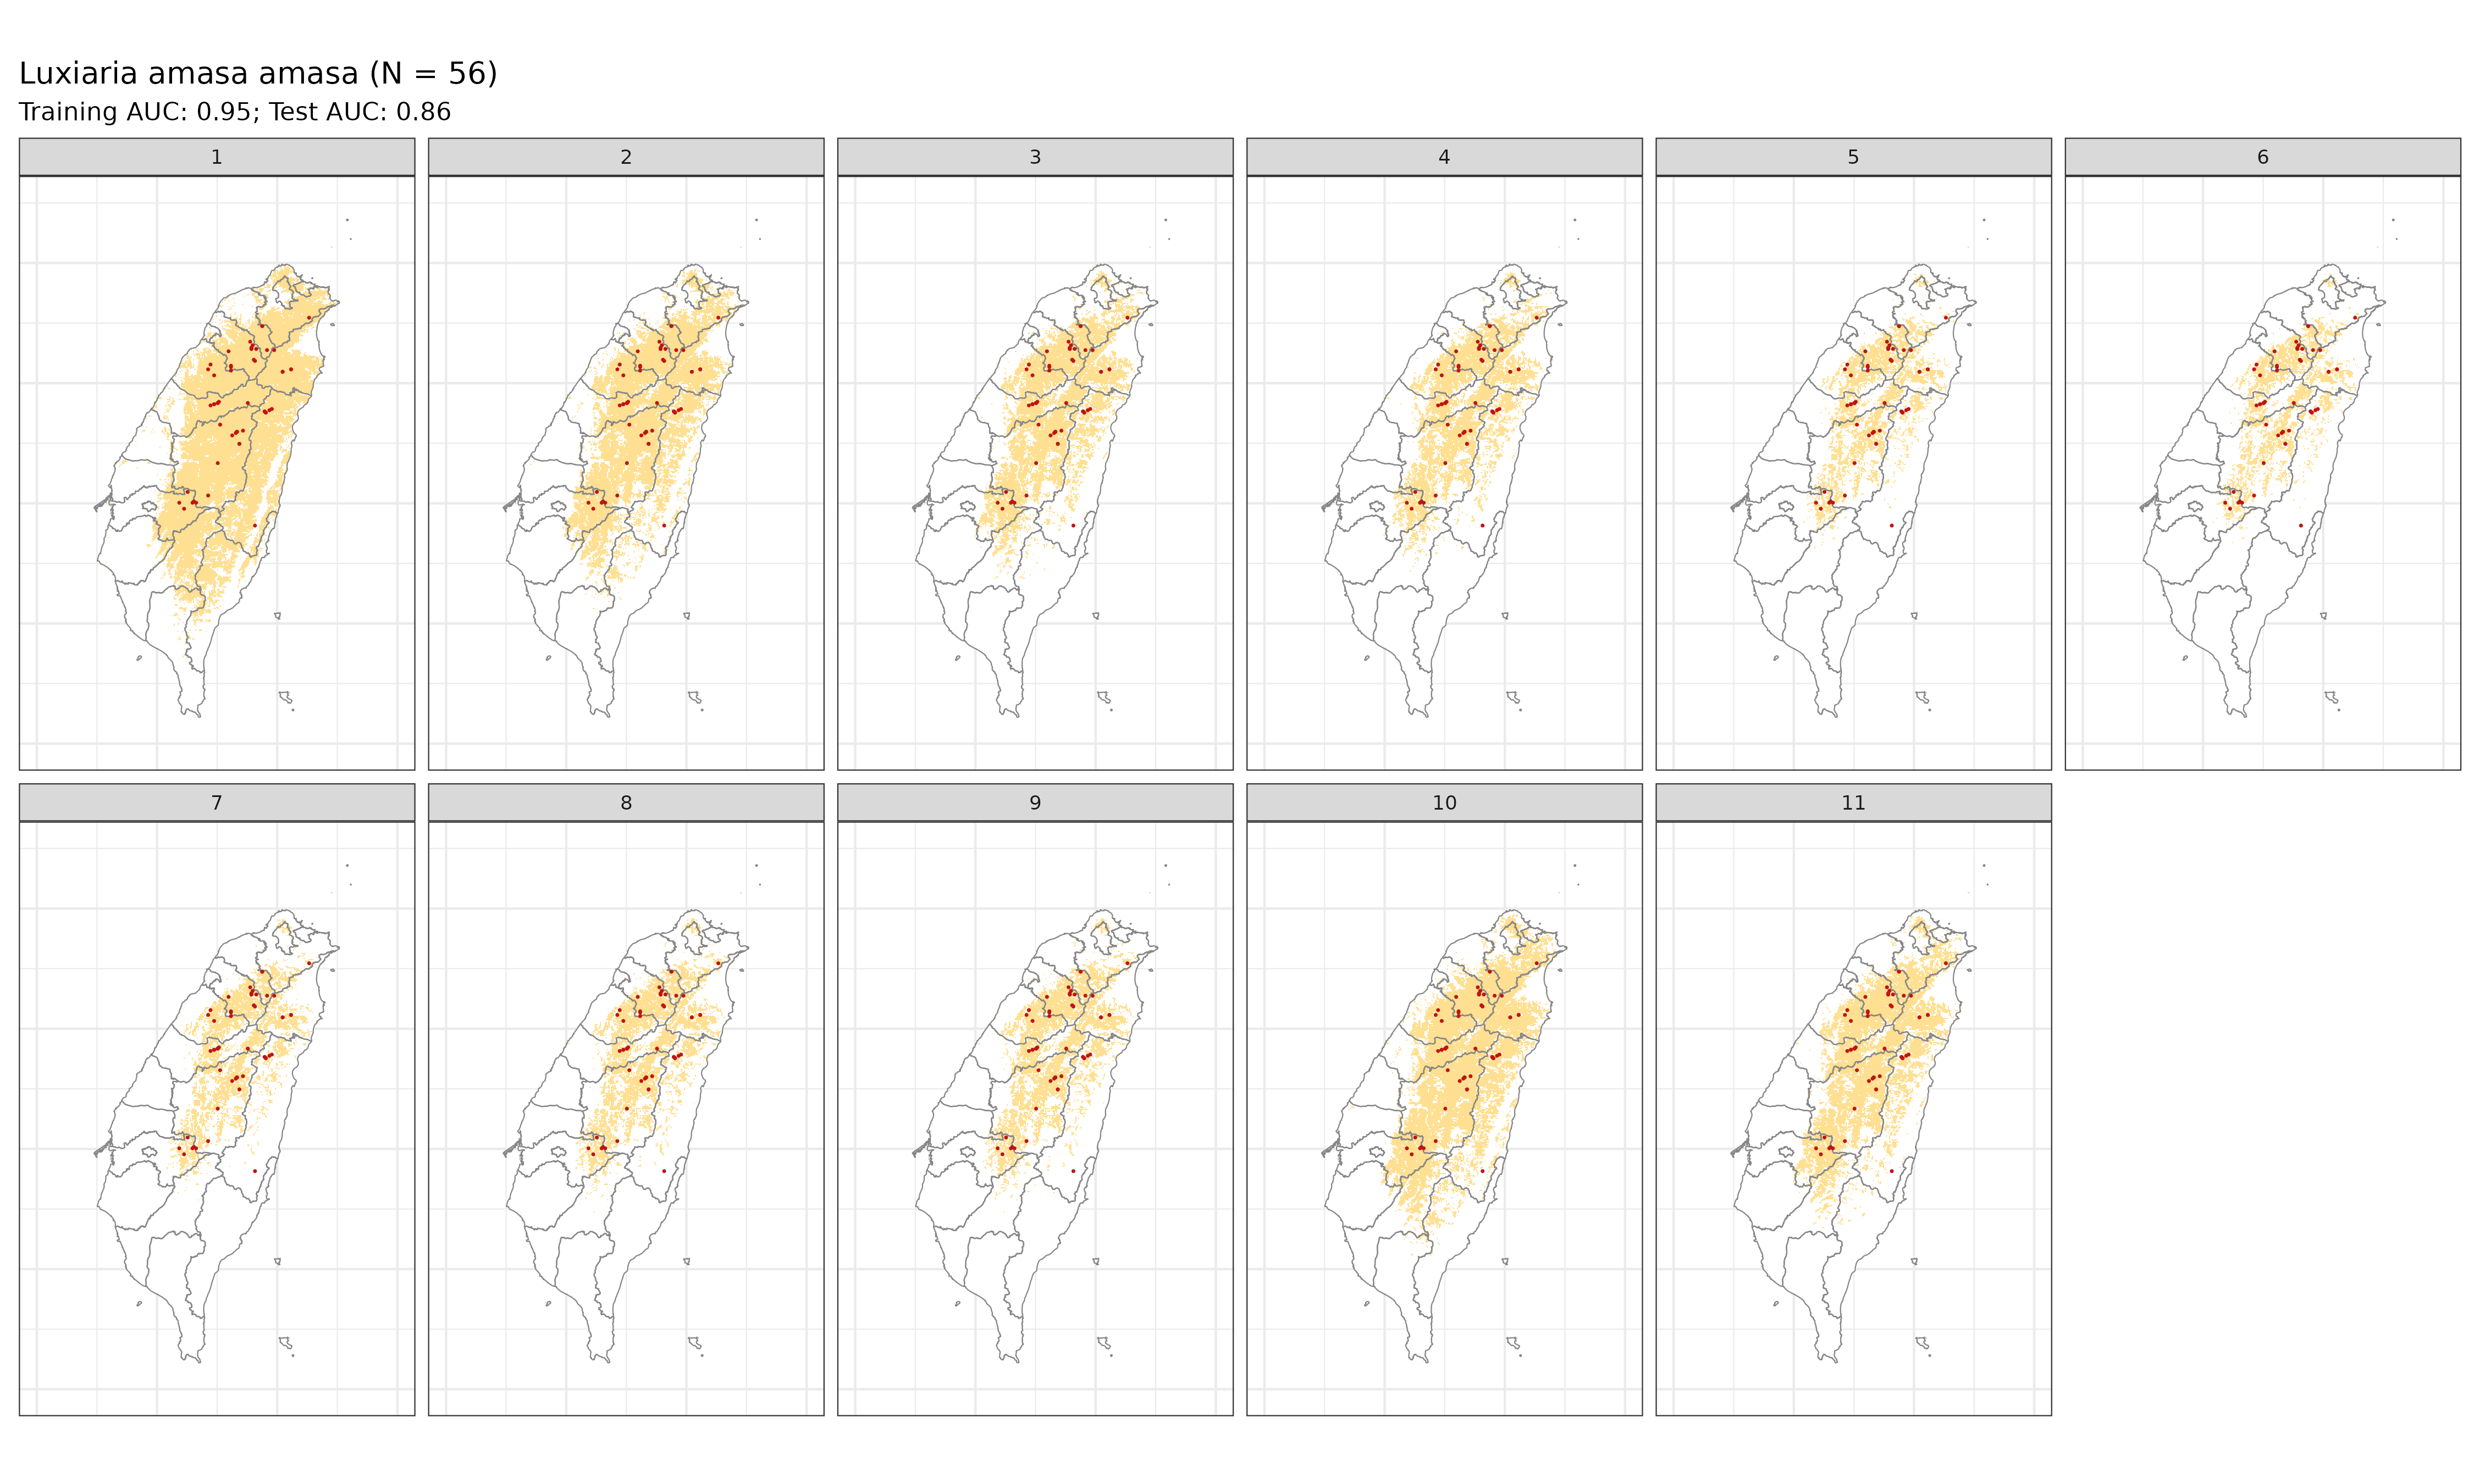 Luxiaria amasa amasa (N = 56)
Training AUC: 0.95; Test AUC: 0.86
1 2 3 4 5 6
7 8 9 10 11